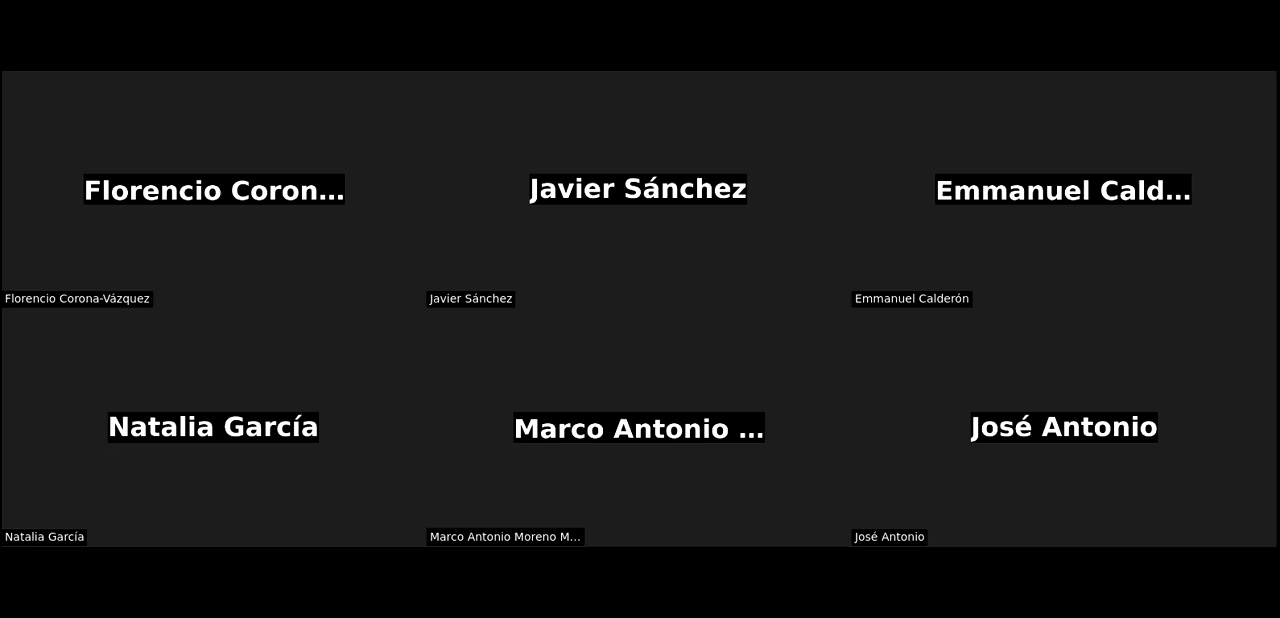 Florencio Coron...
Javier Sánchez
Emmanuel Cald...
Florencio Corona-Vázquez
Javier Sánchez
Emmanuel Calderón
Natalia García
Marco Antonio ...
José Antonio
Natalia García
Marco Antonio Moreno M...
José Antonio